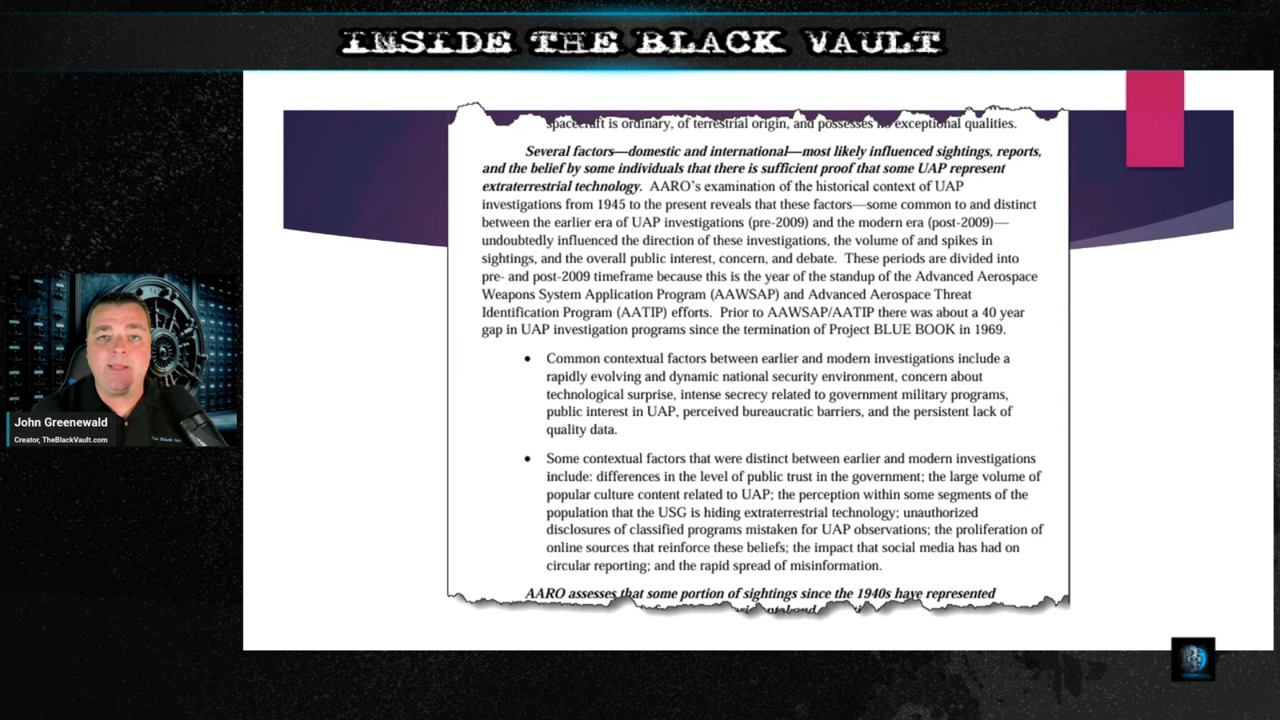 INSIDE THE BLACK VAULT
spacecraft is ordinary, of terrestrial origin, and possesses no exceptional qualities.
Several factors—domestic and international—most likely influenced sightings, reports,
and the belief by some individuals that there is sufficient proof that some UAP represent
extraterrestrial technology. AARO's examination of the historical context of UAP
investigations from 1945 to the present reveals that these factors—some common to and distinct
between the earlier era of UAP investigations (pre-2009) and the modern era (post-2009)—
undoubtedly influenced the direction of these investigations, the volume of and spikes in
sightings, and the overall public interest, concern, and debate. These periods are divided into
pre- and post-2009 timeframe because this is the year of the standup of the Advanced Aerospace
Weapons System Application Program (AAWSAP) and Advanced Aerospace Threat
Identification Program (AATIP) efforts. Prior to AAWSAP/AATIP there was about a 40 year
gap in UAP investigation programs since the termination of Project BLUE BOOK in 1969.
• Common contextual factors between earlier and modern investigations include a
rapidly evolving and dynamic national security environment, concern about
technological surprise, intense secrecy related to government military programs,
public interest in UAP, perceived bureaucratic barriers, and the persistent lack of
quality data.
• Some contextual factors that were distinct between earlier and modern investigations
include: differences in the level of public trust in the government; the large volume of
popular culture content related to UAP; the perception within some segments of the
population that the USG is hiding extraterrestrial technology; unauthorized
disclosures of classified programs mistaken for UAP observations; the proliferation of
online sources that reinforce these beliefs; the impact that social media has had on
circular reporting; and the rapid spread of misinformation.
AARO assesses that some portion of sightings since the 1940s have represented
John Greenewald
Creator, TheBlackVault.com